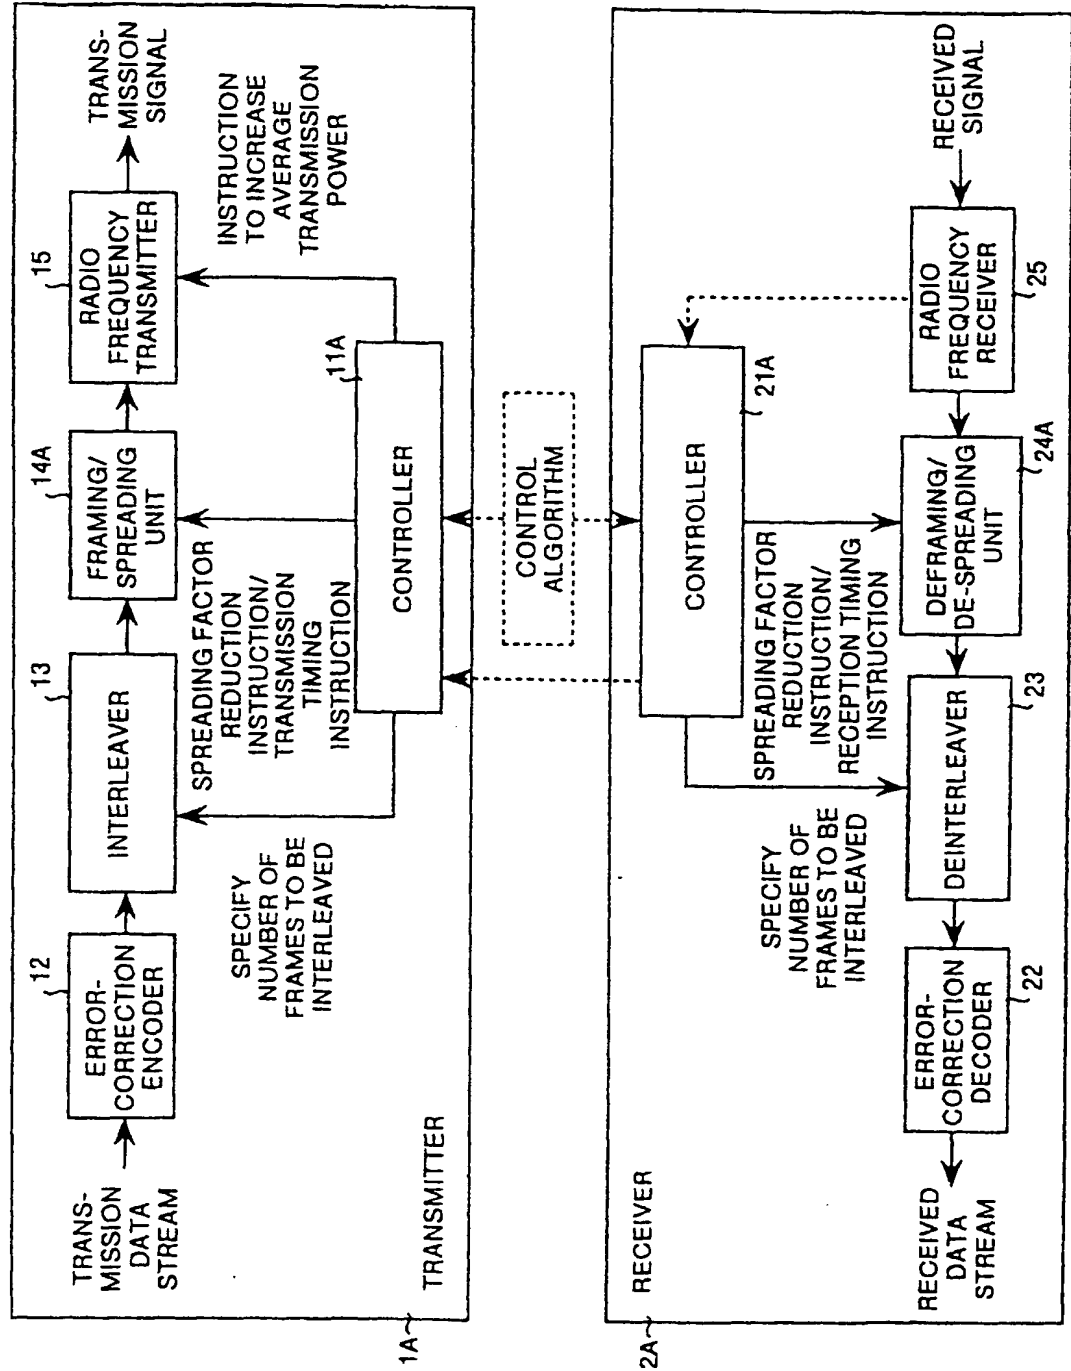 TRANS-
MISSION
DATA
STREAM
12
ERROR-
CORRECTION
ENCODER
13
INTERLEAVER
14A
FRAMING/
SPREADING
UNIT
15
RADIO
FREQUENCY
TRANSMITTER
TRANS-
MISSION
SIGNAL
SPECIFY
NUMBER OF
FRAMES TO BE
INTERLEAVED
SPREADING FACTOR
REDUCTION
INSTRUCTION/
TRANSMISSION
TIMING
INSTRUCTION
INSTRUCTION
TO INCREASE
AVERAGE
TRANSMISSION
POWER
11A
CONTROLLER
1A
TRANSMITTER
CONTROL
ALGORITHM
2A
RECEIVER
CONTROLLER
21A
SPECIFY
NUMBER OF
FRAMES TO BE
INTERLEAVED
SPREADING FACTOR
REDUCTION
INSTRUCTION/
RECEPTION TIMING
INSTRUCTION
RECEIVED
DATA
STREAM
ERROR-
CORRECTION
DECODER
22
DEINTERLEAVER
23
DEFRAMING/
DE-SPREADING
UNIT
24A
RADIO
FREQUENCY
RECEIVER
25
RECEIVED
SIGNAL